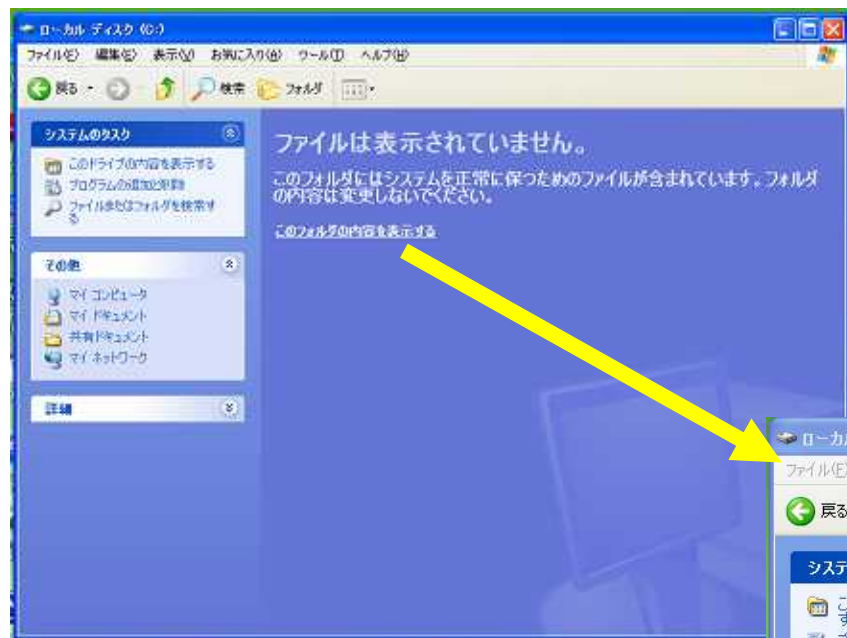 ローカル ディスク (C:)
ファイル(F) 編集(E) 表示(V) お気に入り(A) ツール(T) ヘルプ(H)
戻る 検索 フォルダ
システムのタスク
このドライブの内容を表示する
プログラムの追加と削除
ファイルまたはフォルダを検索す
る
その他
マイ コンピュータ
マイ ドキュメント
共有ドキュメント
マイ ネットワーク
詳細
ファイルは表示されていません。
このフォルダにはシステムを正常に保つためのファイルが含まれています。フォルダ
の内容は変更しないでください。
このフォルダの内容を表示する
ローカ
ファイル(F)
戻る
システ
こ
す